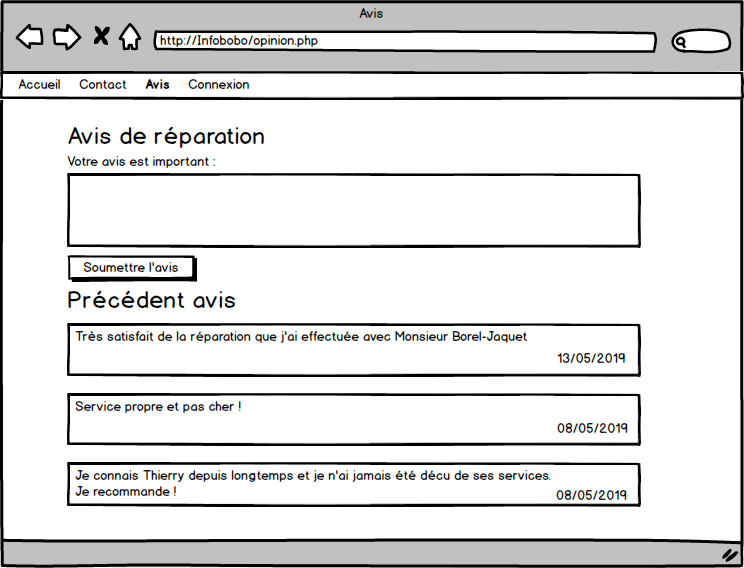 Avis
http://Infobobo/opinion.php
Accueil Contact Avis Connexion
Avis de réparation
Votre avis est important :
Soumettre l'avis
Précédent avis
Très satisfait de la réparation que j'ai effectuée avec Monsieur Borel-Jaquet
13/05/2019
Service propre et pas cher !
08/05/2019
Je connais Thierry depuis longtemps et je n'ai jamais été décu de ses services.
Je recommande !
08/05/2019